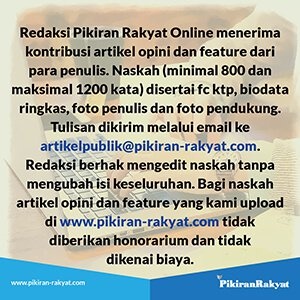 Redaksi Pikiran Rakyat Online menerima
kontribusi artikel opini dan feature dari
para penulis. Naskah (minimal 800 dan
maksimal 1200 kata) disertai fc ktp, biodata
ringkas, foto penulis dan foto pendukung.
Tulisan dikirim melalui email ke
artikelpublik@pikiran-rakyat.com.
Redaksi berhak mengedit naskah tanpa
mengubah isi keseluruhan. Bagi naskah
artikel opini dan feature yang kami upload
di www.pikiran-rakyat.com tidak
diberikan honorarium dan tidak
dikenai biaya.
www.pikiran-rakyat.com
PikiranRakyat